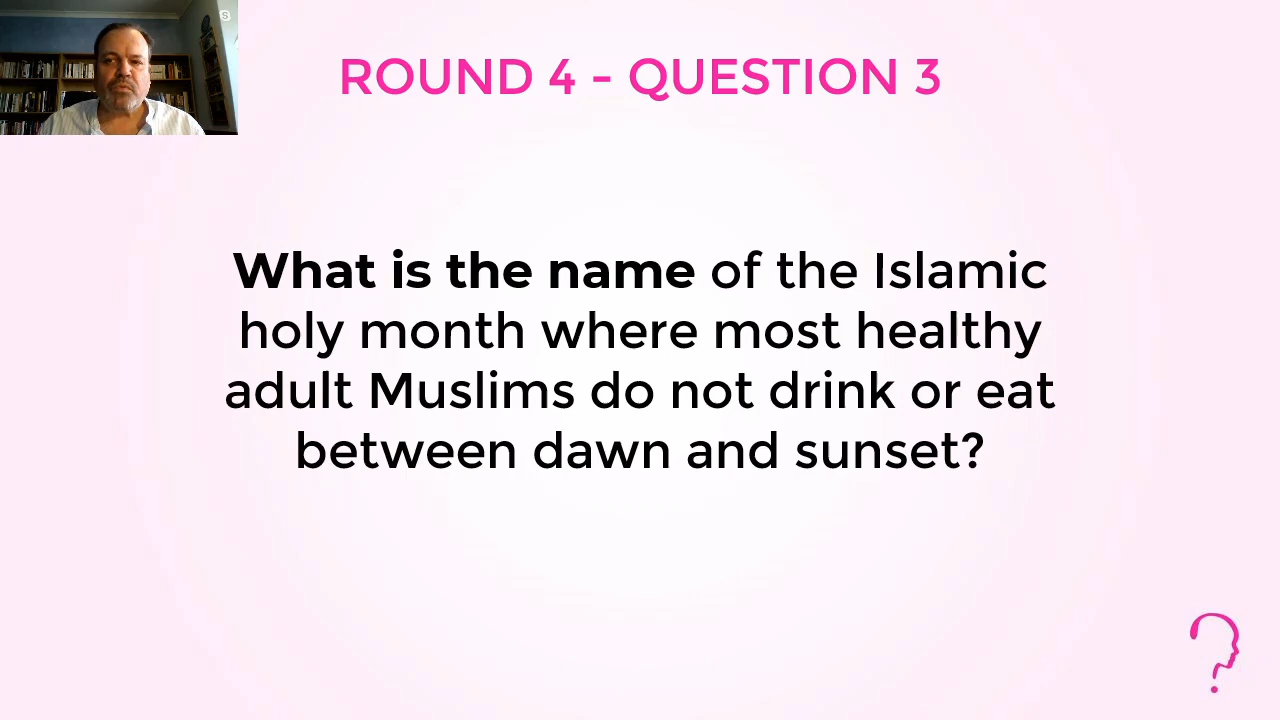 S
ROUND 4 - QUESTION 3
What is the name of the Islamic
holy month where most healthy
adult Muslims do not drink or eat
between dawn and sunset?